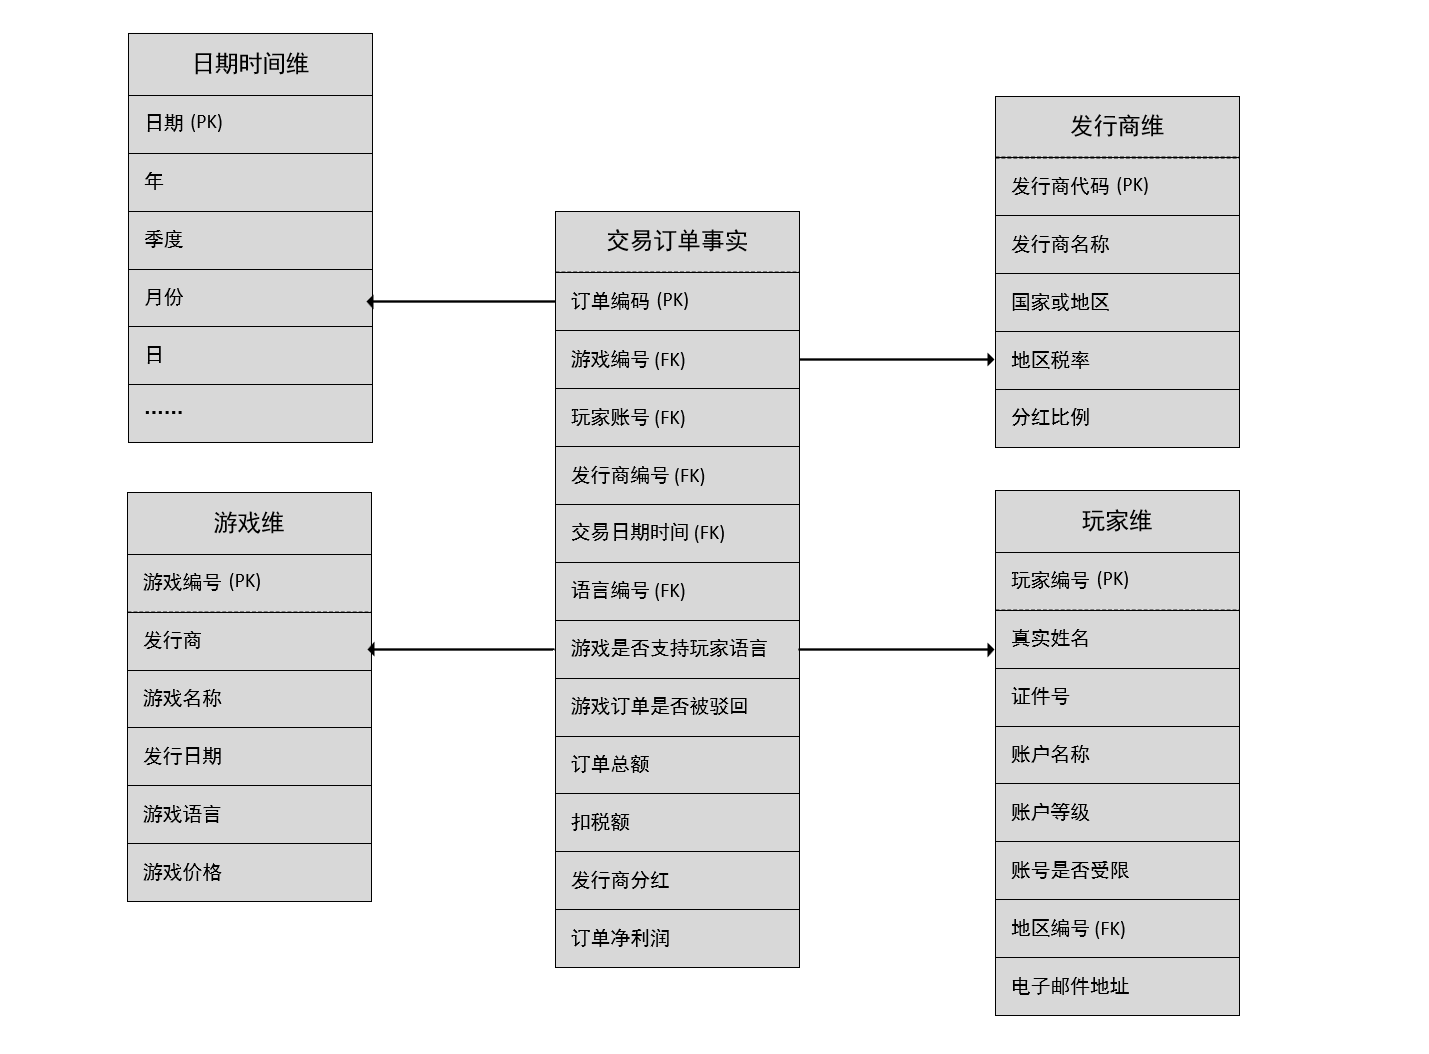 日期时间维
日期 (PK)
年
季度
月份
日
......
游戏维
游戏编号 (PK)
发行商
游戏名称
发行日期
游戏语言
游戏价格
交易订单事实
订单编码 (PK)
游戏编号 (FK)
玩家账号 (FK)
发行商编号 (FK)
交易日期时间 (FK)
语言编号 (FK)
游戏是否支持玩家语言
游戏订单是否被驳回
订单总额
扣税额
发行商分红
订单净利润
发行商维
发行商代码 (PK)
发行商名称
国家或地区
地区税率
分红比例
玩家维
玩家编号 (PK)
真实姓名
证件号
账户名称
账户等级
账号是否受限
地区编号 (FK)
电子邮件地址